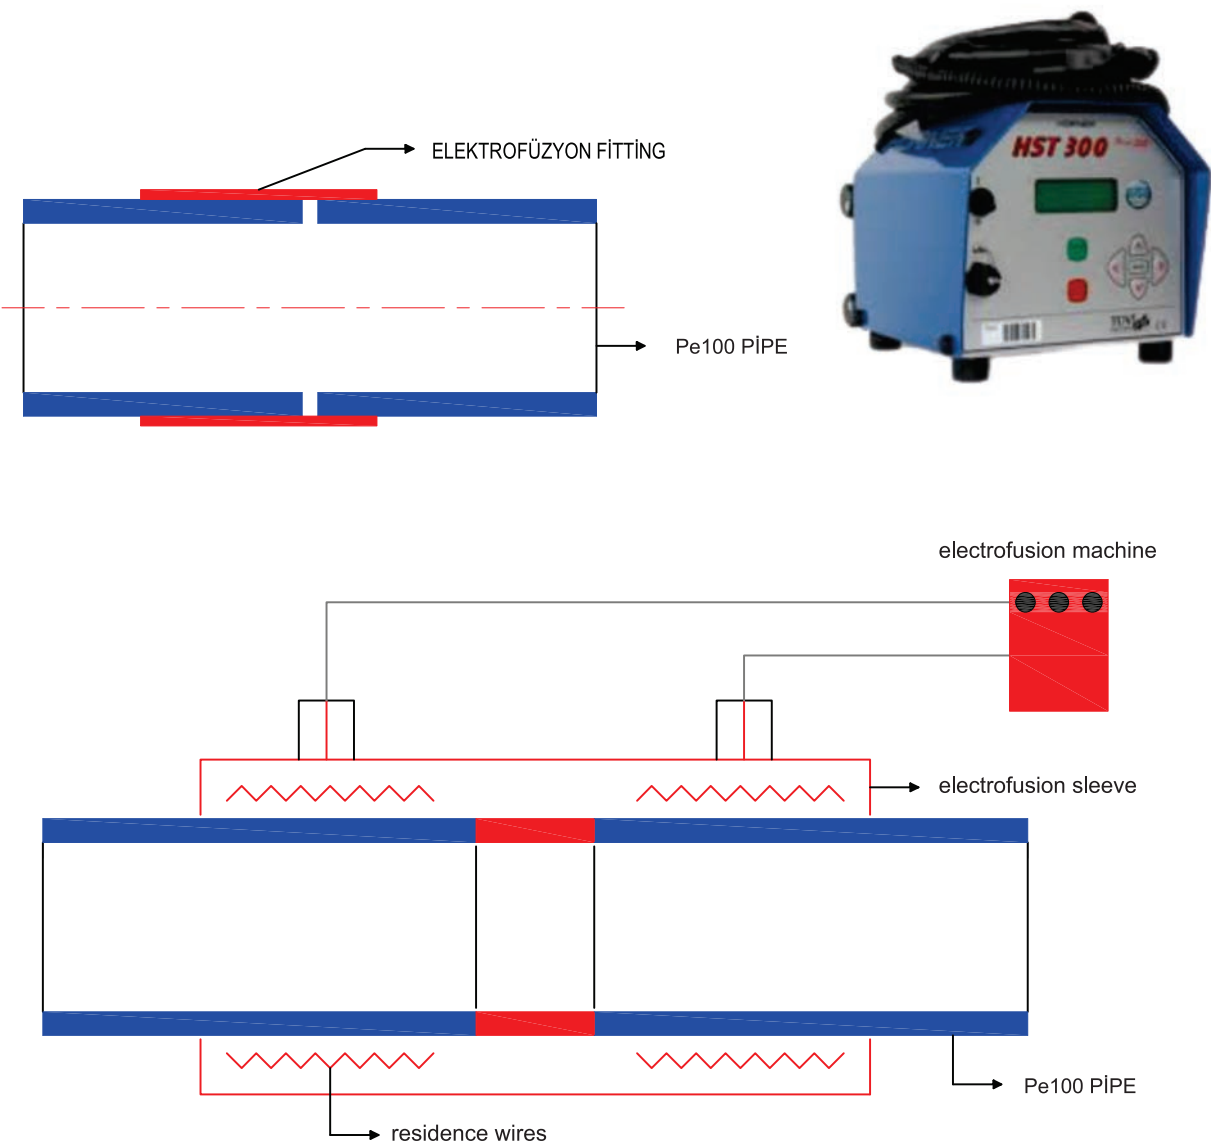 ELEKTROFÜZYON FİTTİNG
HST 300
Pe100 PİPE
electrofusion machine
electrofusion sleeve
Pe100 PİPE
residence wires